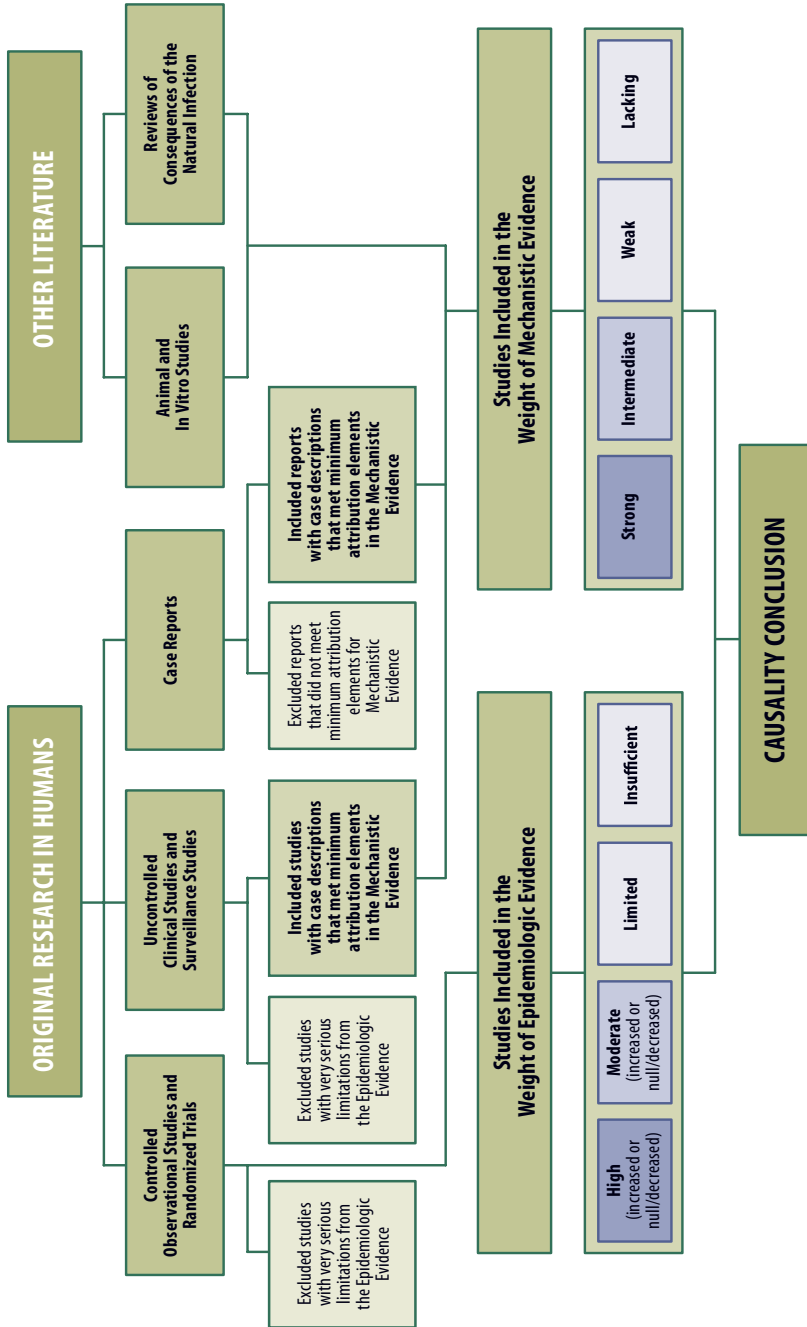 ORIGINAL RESEARCH IN HUMANS
OTHER LITERATURE
Controlled
Observational Studies and
Randomized Trials
Uncontrolled
Clinical Studies and
Surveillance Studies
Case Reports
Animal and
In Vitro Studies
Reviews of
Consequences of the
Natural Infection
Excluded studies
with very serious
limitations from
the Epidemiologic
Evidence
Excluded studies
with very serious
limitations from
the Epidemiologic
Evidence
Included studies
with case descriptions
that met minimum
attribution elements
in the Mechanistic
Evidence
Excluded reports
that did not meet
minimum attribution
elements for
Mechanistic
Evidence
Included reports
with case descriptions
that met minimum
attribution elements
in the Mechanistic
Evidence
Studies Included in the
Weight of Epidemiologic Evidence
Studies Included in the
Weight of Mechanistic Evidence
High
(increased or
null/decreased)
Moderate
(increased or
null/decreased)
Limited
Insufficient
Strong
Intermediate
Weak
Lacking
CAUSALITY CONCLUSION